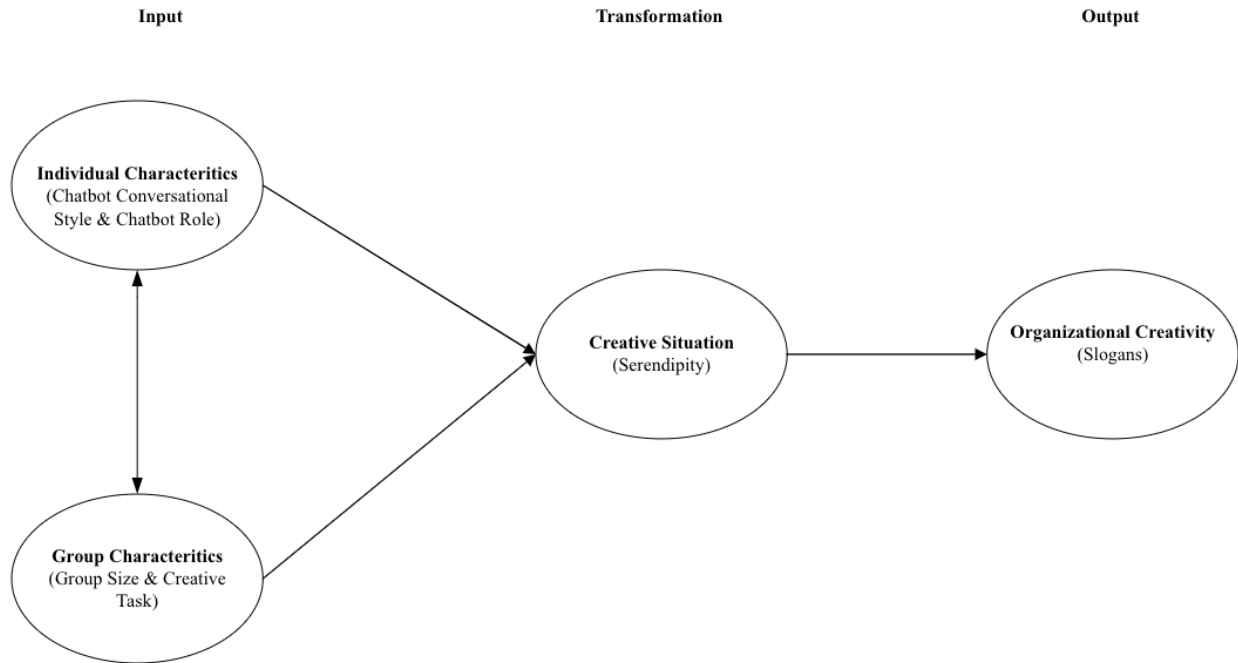 Input
Transformation
Output
Individual Characteritics
(Chatbot Conversational
Style & Chatbot Role)
Creative Situation
(Serendipity)
Organizational Creativity
(Slogans)
Group Characteritics
(Group Size & Creative
Task)